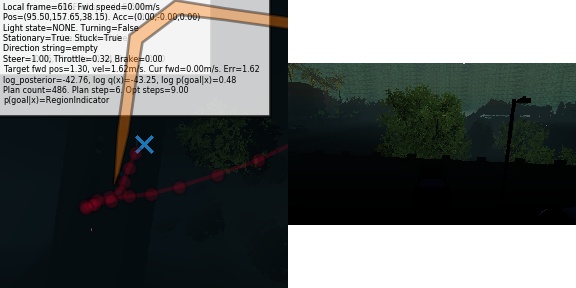 Local frame=616. Fwd speed=0.00m/s
Pos=(95.50,157.65,38.15). Acc=(0.00,-0.00,0.00)
Light state=NONE. Turning=False
Stationary=True. Stuck=True
Direction string=empty
Steer=1.00, Throttle=0.32, Brake=0.00
Target fwd pos=1.30, vel=1.62m/s. Cur fwd=0.00m/s. Err=1.62
log_posterior=-42.76, log q(x)=-43.25, log p(goal|x)=0.48
Plan count=486. Plan step=6. Opt steps=9.00
p(goal|x)=RegionIndicator